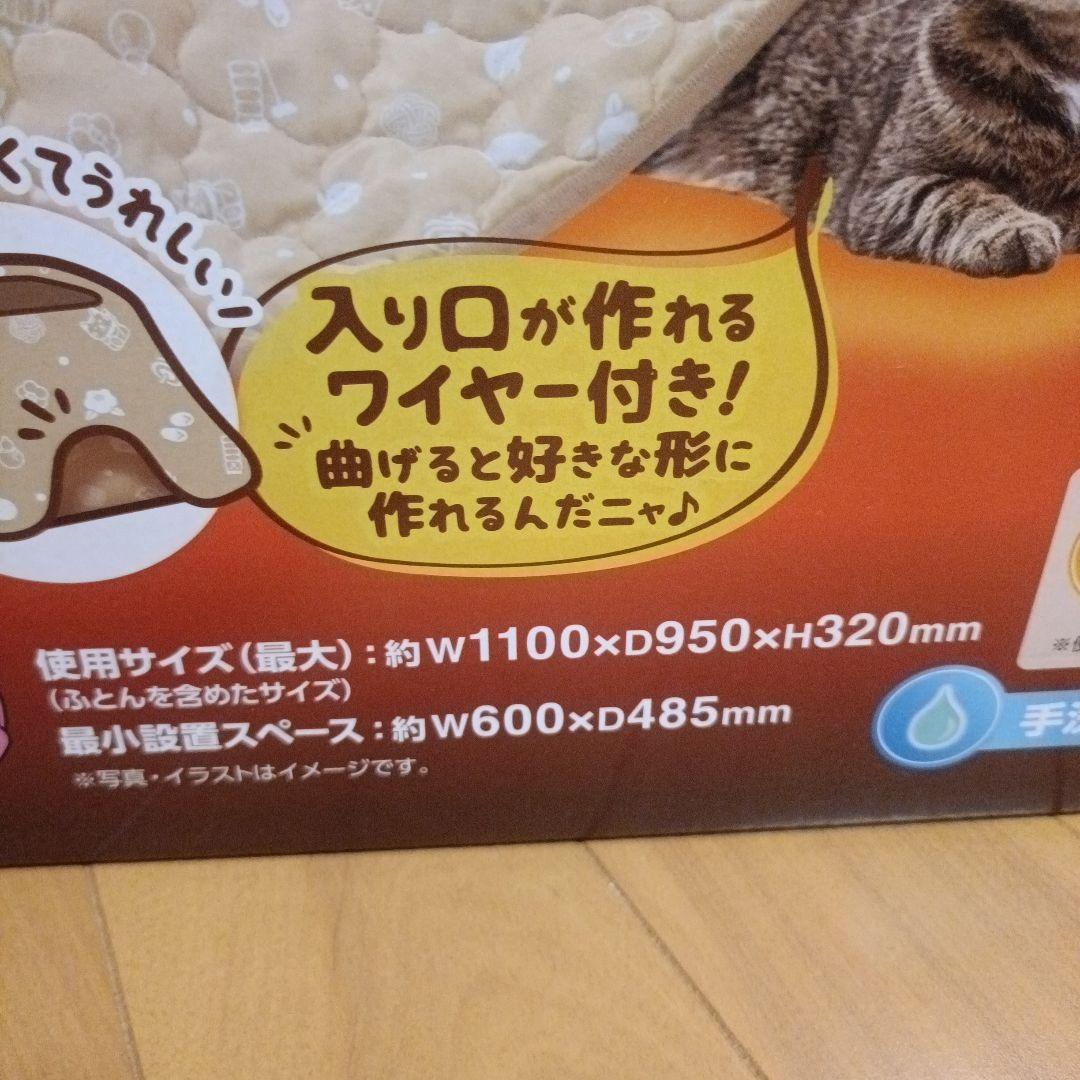 くてうれしい!
入り口が作れる
ワイヤー付き!
曲げると好きな形に
作れるんだニャ♪
使用サイズ(最大):約W1100×D950×H320mm
(ふとんを含めたサイズ)
最小設置スペース:約W600×D485mm
※写真・イラストはイメージです。
手洗